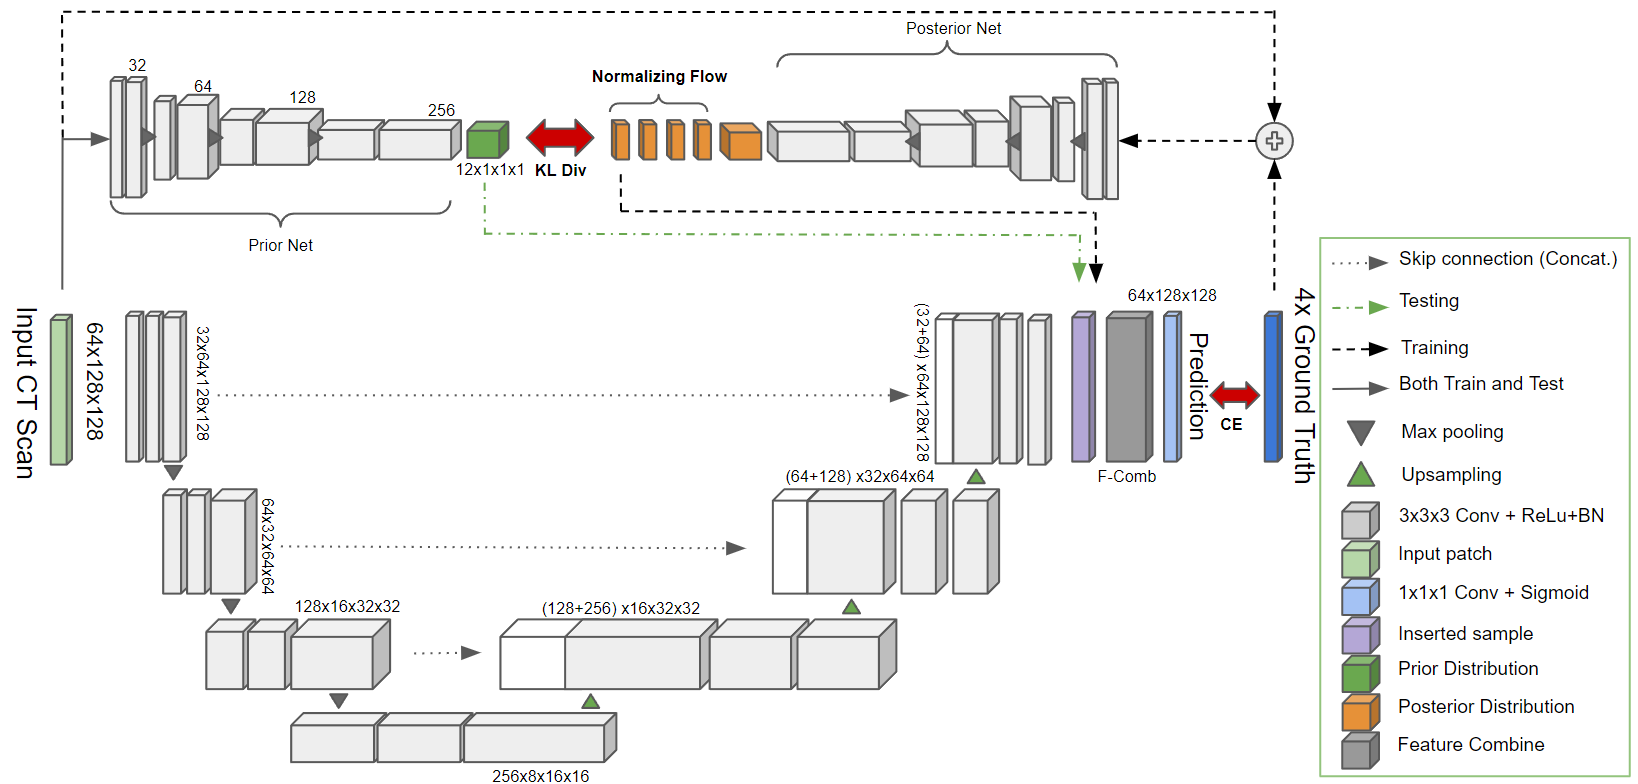 Posterior Net
32
64
128
256
Normalizing Flow
12x1x1x1
KL Div
Prior Net
Input CT Scan
64x128x128
32x64x128x128
(32+64) x64x128x128
64x128x128
F-Comb
Prediction
CE
4x Ground Truth
64x32x64x64
(64+128) x32x64x64
128x16x32x32
(128+256) x16x32x32
256x8x16x16
Skip connection (Concat.)
Testing
Training
Both Train and Test
Max pooling
Upsampling
3x3x3 Conv + ReLu+BN
Input patch
1x1x1 Conv + Sigmoid
Inserted sample
Prior Distribution
Posterior Distribution
Feature Combine